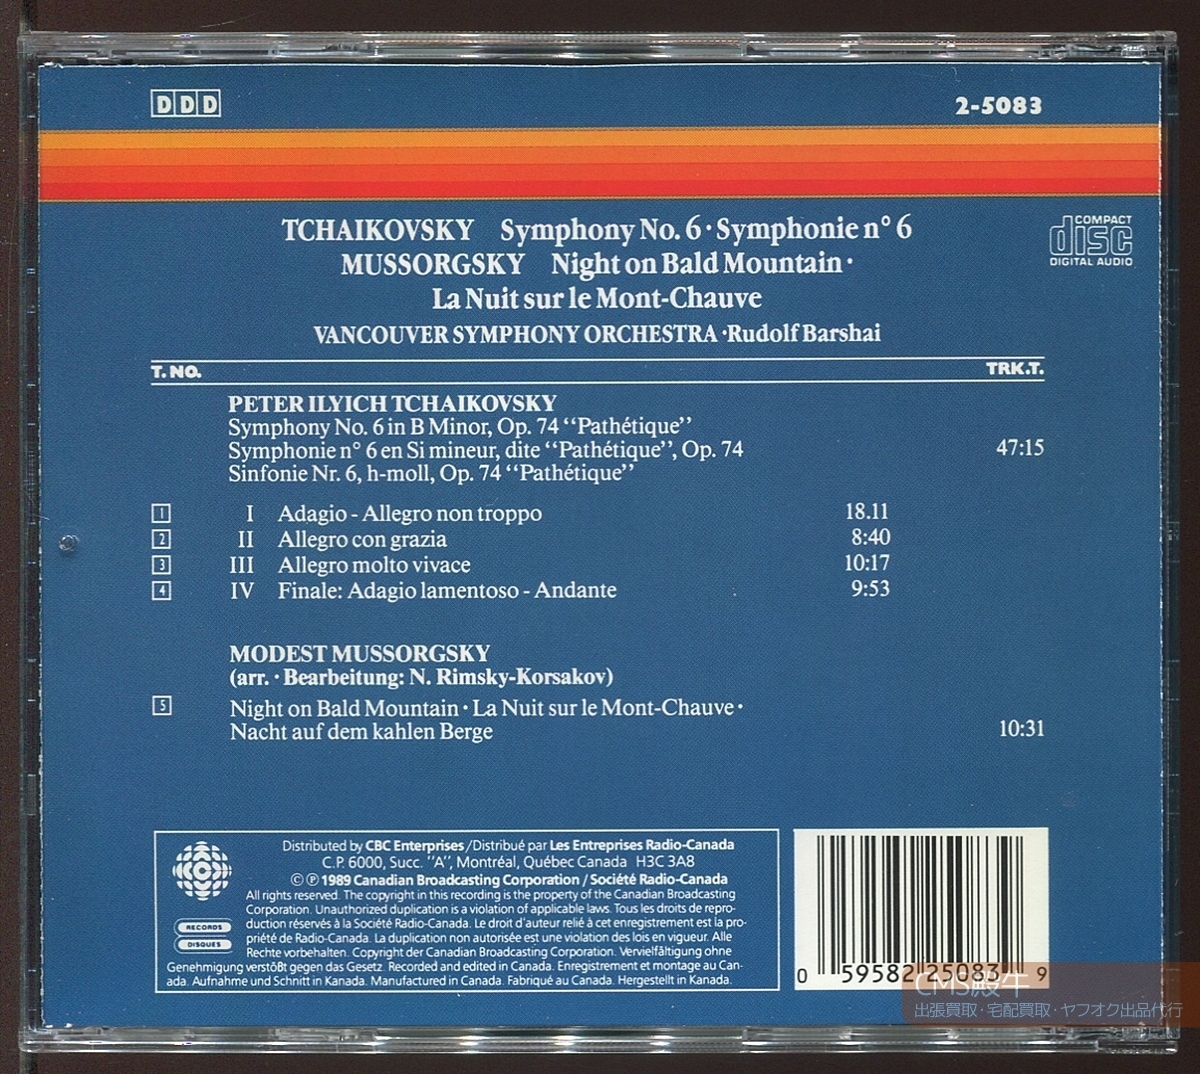 DDD
2-5083
TCHAIKOVSKY Symphony No. 6 · Symphonie n° 6
MUSSORGSKY Night on Bald Mountain ·
La Nuit sur le Mont-Chauve
VANCOUVER SYMPHONY ORCHESTRA · Rudolf Barshai
COMPACT
disc
DIGITAL AUDIO
T. NO. TRK.T.
PETER ILYICH TCHAIKOVSKY
Symphony No. 6 in B Minor, Op. 74 “Pathétique”
Symphonie n° 6 en Si mineur, dite “Pathétique”, Op. 74 47:15
Sinfonie Nr. 6, h-moll, Op. 74 “Pathétique”
1 I Adagio - Allegro non troppo 18.11
2 II Allegro con grazia 8:40
3 III Allegro molto vivace 10:17
4 IV Finale: Adagio lamentoso - Andante 9:53
MODEST MUSSORGSKY
(arr. · Bearbeitung: N. Rimsky-Korsakov)
5 Night on Bald Mountain · La Nuit sur le Mont-Chauve ·
Nacht auf dem kahlen Berge 10:31
RECORDS
DISQUES
Distributed by CBC Enterprises / Distribué par Les Entreprises Radio-Canada
C.P. 6000, Succ. "A", Montréal, Québec Canada H3C 3A8
© ℗ 1989 Canadian Broadcasting Corporation / Société Radio-Canada
All rights reserved. The copyright in this recording is the property of the Canadian Broadcasting
Corporation. Unauthorized duplication is a violation of applicable laws. Tous les droits de repro-
duction réservés à la Société Radio-Canada. Le droit d'auteur relié à cet enregistrement est la pro-
priété de Radio-Canada. La duplication non autorisée est une violation des lois en vigueur. Alle
Rechte vorbehalten. Copyright der Canadian Broadcasting Corporation. Vervielfältigung ohne
Genehmigung verstößt gegen das Gesetz. Recorded and edited in Canada. Enregistrement et montage au Can-
ada. Aufnahme und Schnitt in Kanada. Manufactured in Canada. Fabriqué au Canada. Hergestellt in Kanada.
0 59582 25083 9
CMS殿牛
出張買取・宅配買取・ヤフオク出品代行